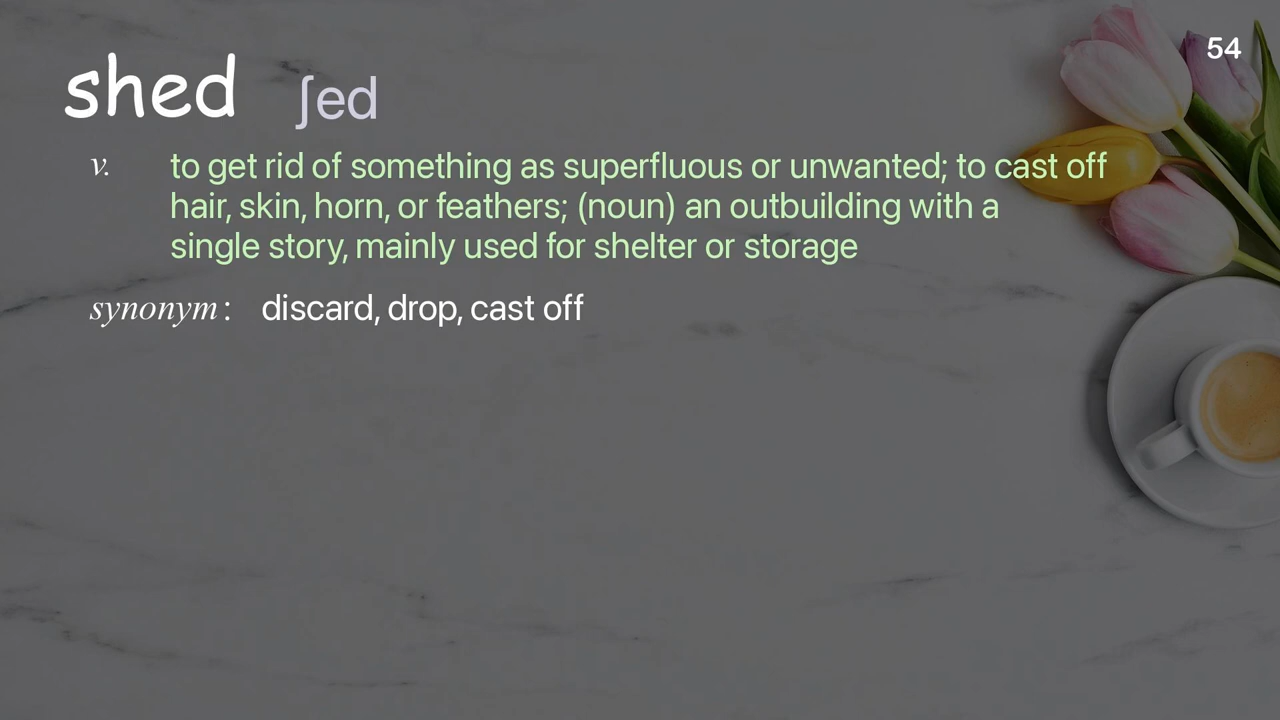 54
shed ʃed
v. to get rid of something as superfluous or unwanted; to cast off
hair, skin, horn, or feathers; (noun) an outbuilding with a
single story, mainly used for shelter or storage
synonym : discard, drop, cast off